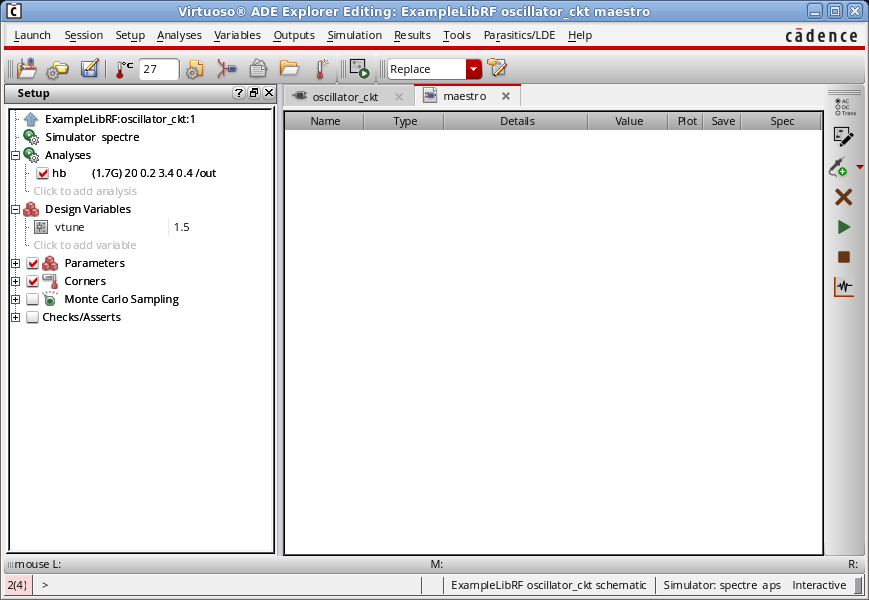 Virtuoso® ADE Explorer Editing: ExampleLibRF oscillator_ckt maestro
Launch Session Setup Analyses Variables Outputs Simulation Results Tools Parasitics/LDE Help
cādence
°C 27 Replace
Setup
oscillator_ckt maestro
ExampleLibRF:oscillator_ckt:1
Simulator spectre
Analyses
hb (1.7G) 20 0.2 3.4 0.4 /out
Click to add analysis
Design Variables
vtune 1.5
Click to add variable
Parameters
Corners
Monte Carlo Sampling
Checks/Asserts
Name Type Details Value Plot Save Spec
AC
DC
Trans
mouse L: M: R:
2(4) > ExampleLibRF oscillator_ckt schematic Simulator: spectre aps Interactive